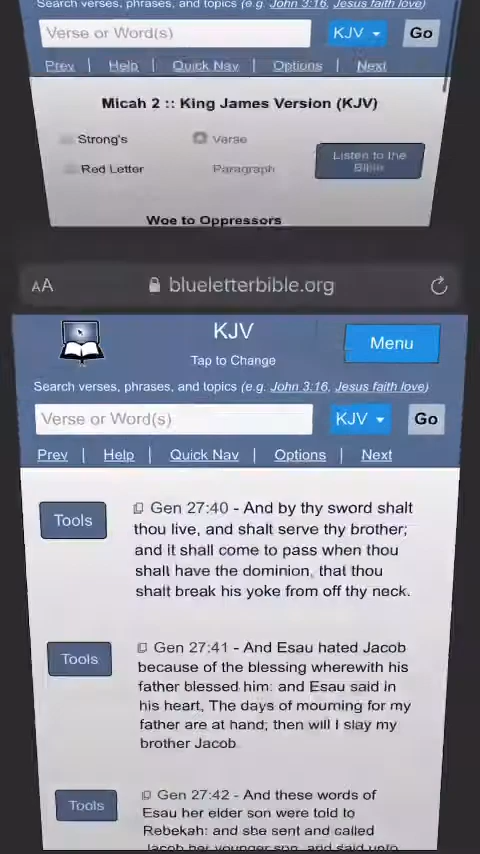 Search verses, phrases, and topics (e.g. John 3:16, Jesus faith love)
Verse or Word(s) KJV Go
Prev | Help | Quick Nav | Options | Next
Micah 2 :: King James Version (KJV)
Strong's Verse
Red Letter Paragraph
Listen to the
Bible
Woe to Oppressors
AA blueletterbible.org
KJV
Tap to Change
Menu
Search verses, phrases, and topics (e.g. John 3:16, Jesus faith love)
Verse or Word(s) KJV Go
Prev | Help | Quick Nav | Options | Next
Tools
Gen 27:40 - And by thy sword shalt
thou live, and shalt serve thy brother;
and it shall come to pass when thou
shalt have the dominion, that thou
shalt break his yoke from off thy neck.
Tools
Gen 27:41 - And Esau hated Jacob
because of the blessing wherewith his
father blessed him: and Esau said in
his heart, The days of mourning for my
father are at hand; then will I slay my
brother Jacob.
Tools
Gen 27:42 - And these words of
Esau her elder son were told to
Rebekah: and she sent and called
Jacob her younger son, and said unto